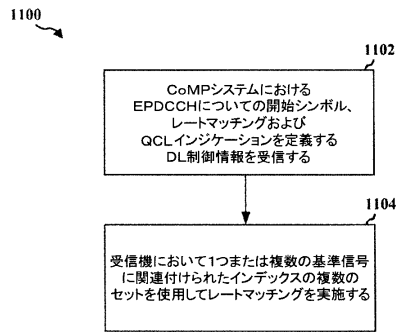 1100
1102
CoMPシステムにおける
EPDCCHについての開始シンボル、
レートマッチングおよび
QCLインジケーションを定義する
DL制御情報を受信する
1104
受信機において1つまたは複数の基準信号
に関連付けられたインデックスの複数の
セットを使用してレートマッチングを実施する